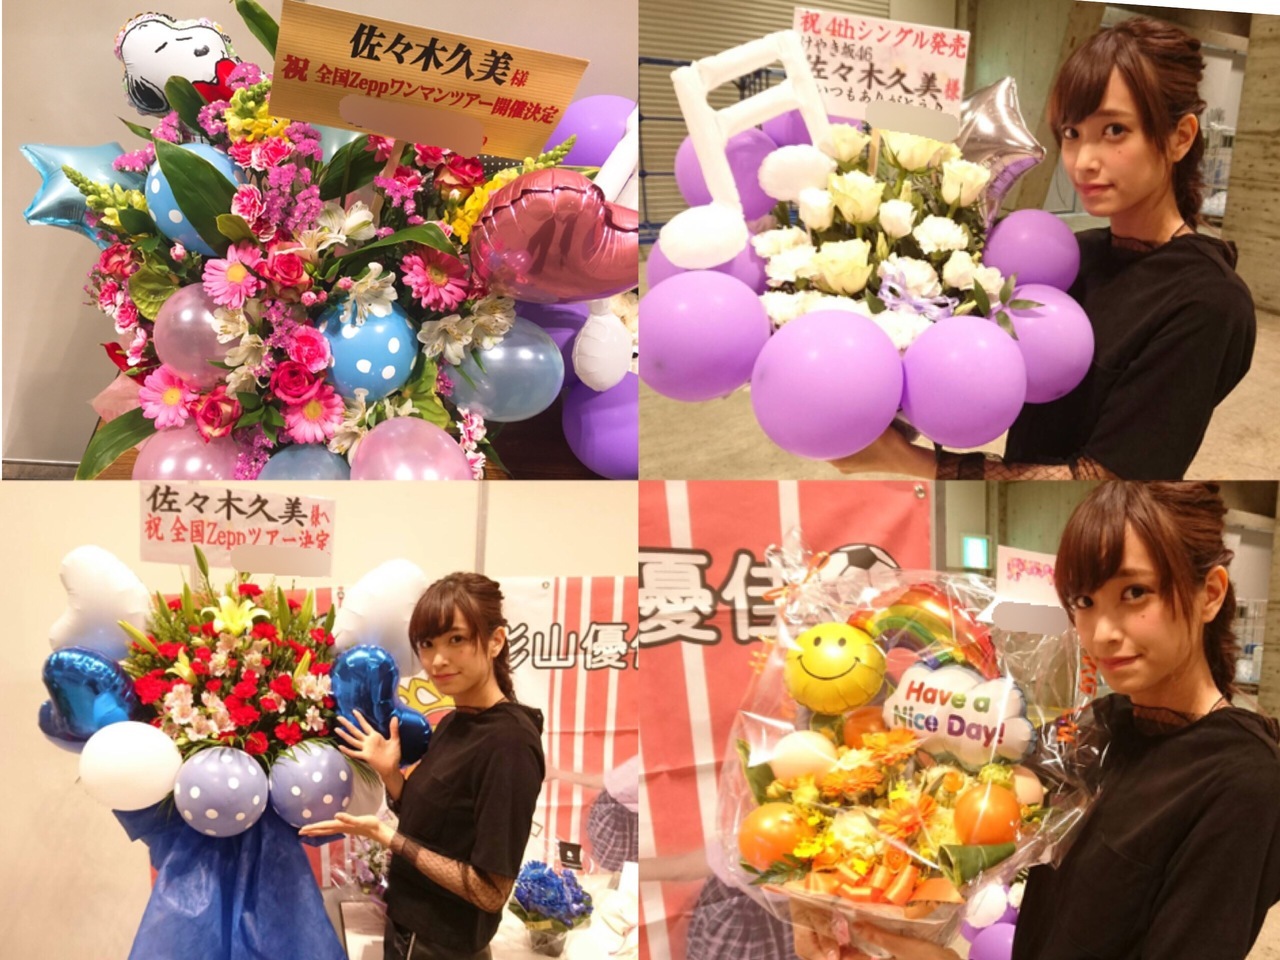 佐々木久美様
祝 全国Zeppワンマンツアー開催決定
祝 4thシングル発売
けやき坂46
佐々木久美様
いつもありがとう
佐々木久美様へ
祝 全国Zeppツアー決定
杉山優佳
優佳
Have a
Nice Day!